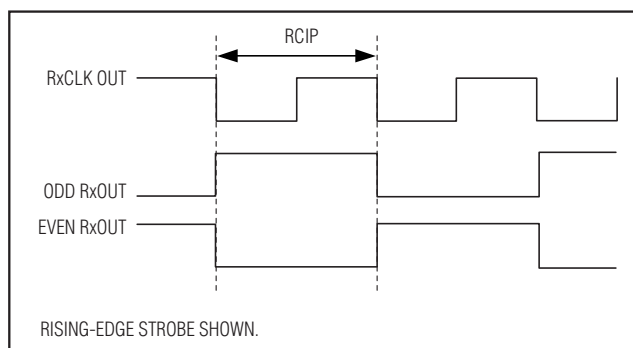 RCIP
RxCLK OUT
ODD RxOUT
EVEN RxOUT
RISING-EDGE STROBE SHOWN.